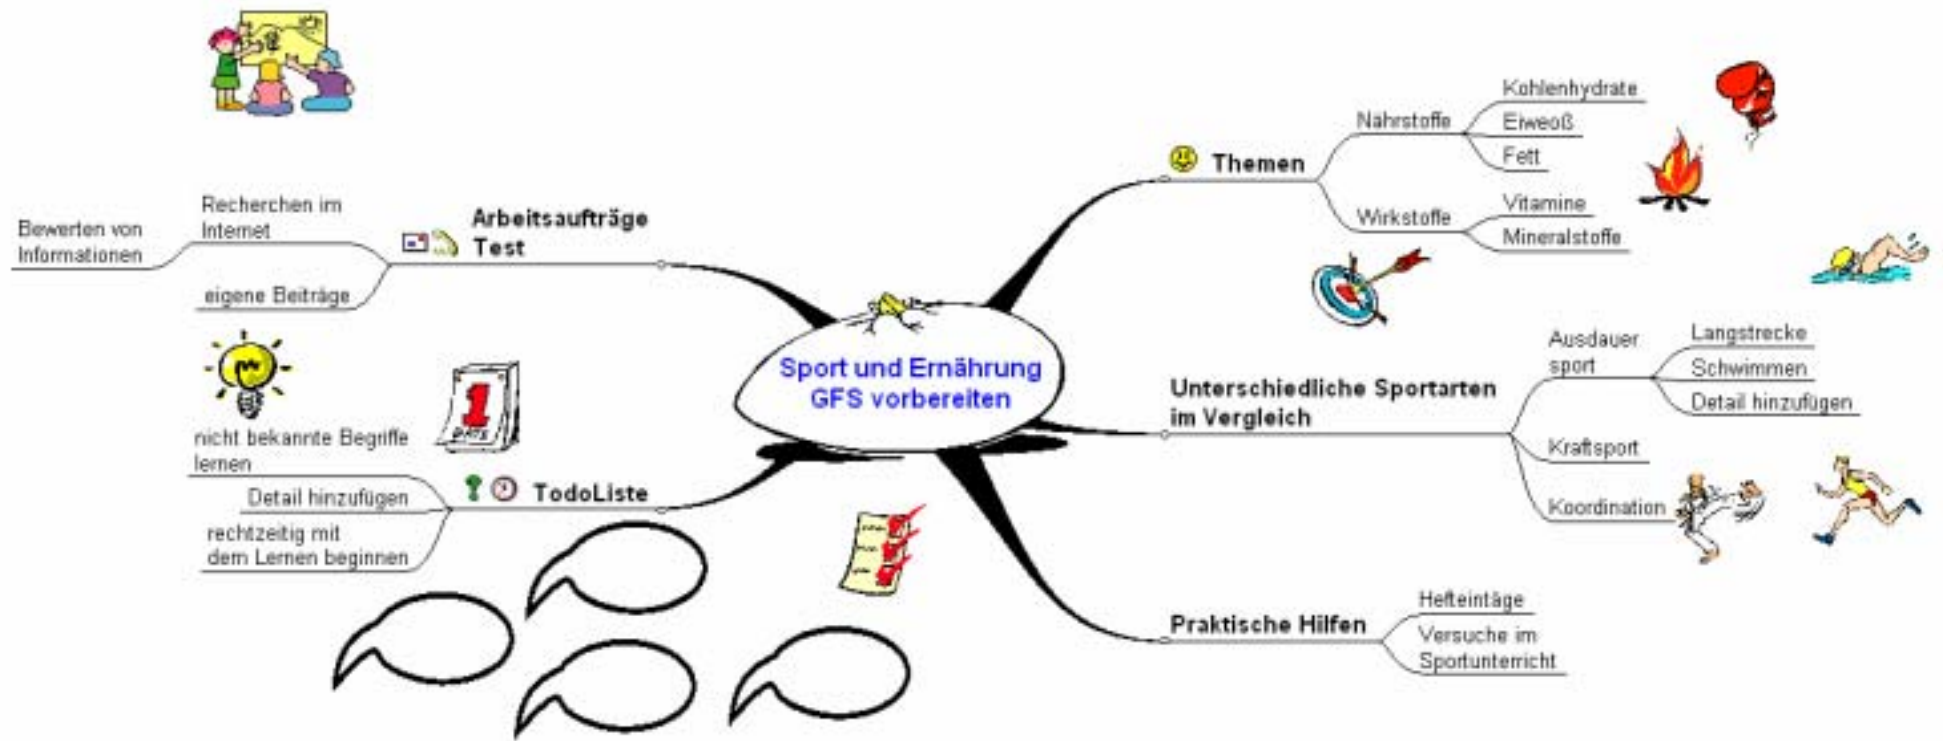 Sport und Ernährung
GFS vorbereiten
Themen
Nährstoffe
Kohlenhydrate
Eiweoß
Fett
Wirkstoffe
Vitamine
Mineralstoffe
Unterschiedliche Sportarten
im Vergleich
Ausdauer
sport
Langstrecke
Schwimmen
Detail hinzufügen
Kraftsport
Koordination
Praktische Hilfen
Hefteintäge
Versuche im
Sportunterricht
Arbeitsaufträge
Test
Recherchen im
Internet
Bewerten von
Informationen
eigene Beiträge
TodoListe
nicht bekannte Begriffe
lernen
Detail hinzufügen
rechtzeitig mit
dem Lernen beginnen
1